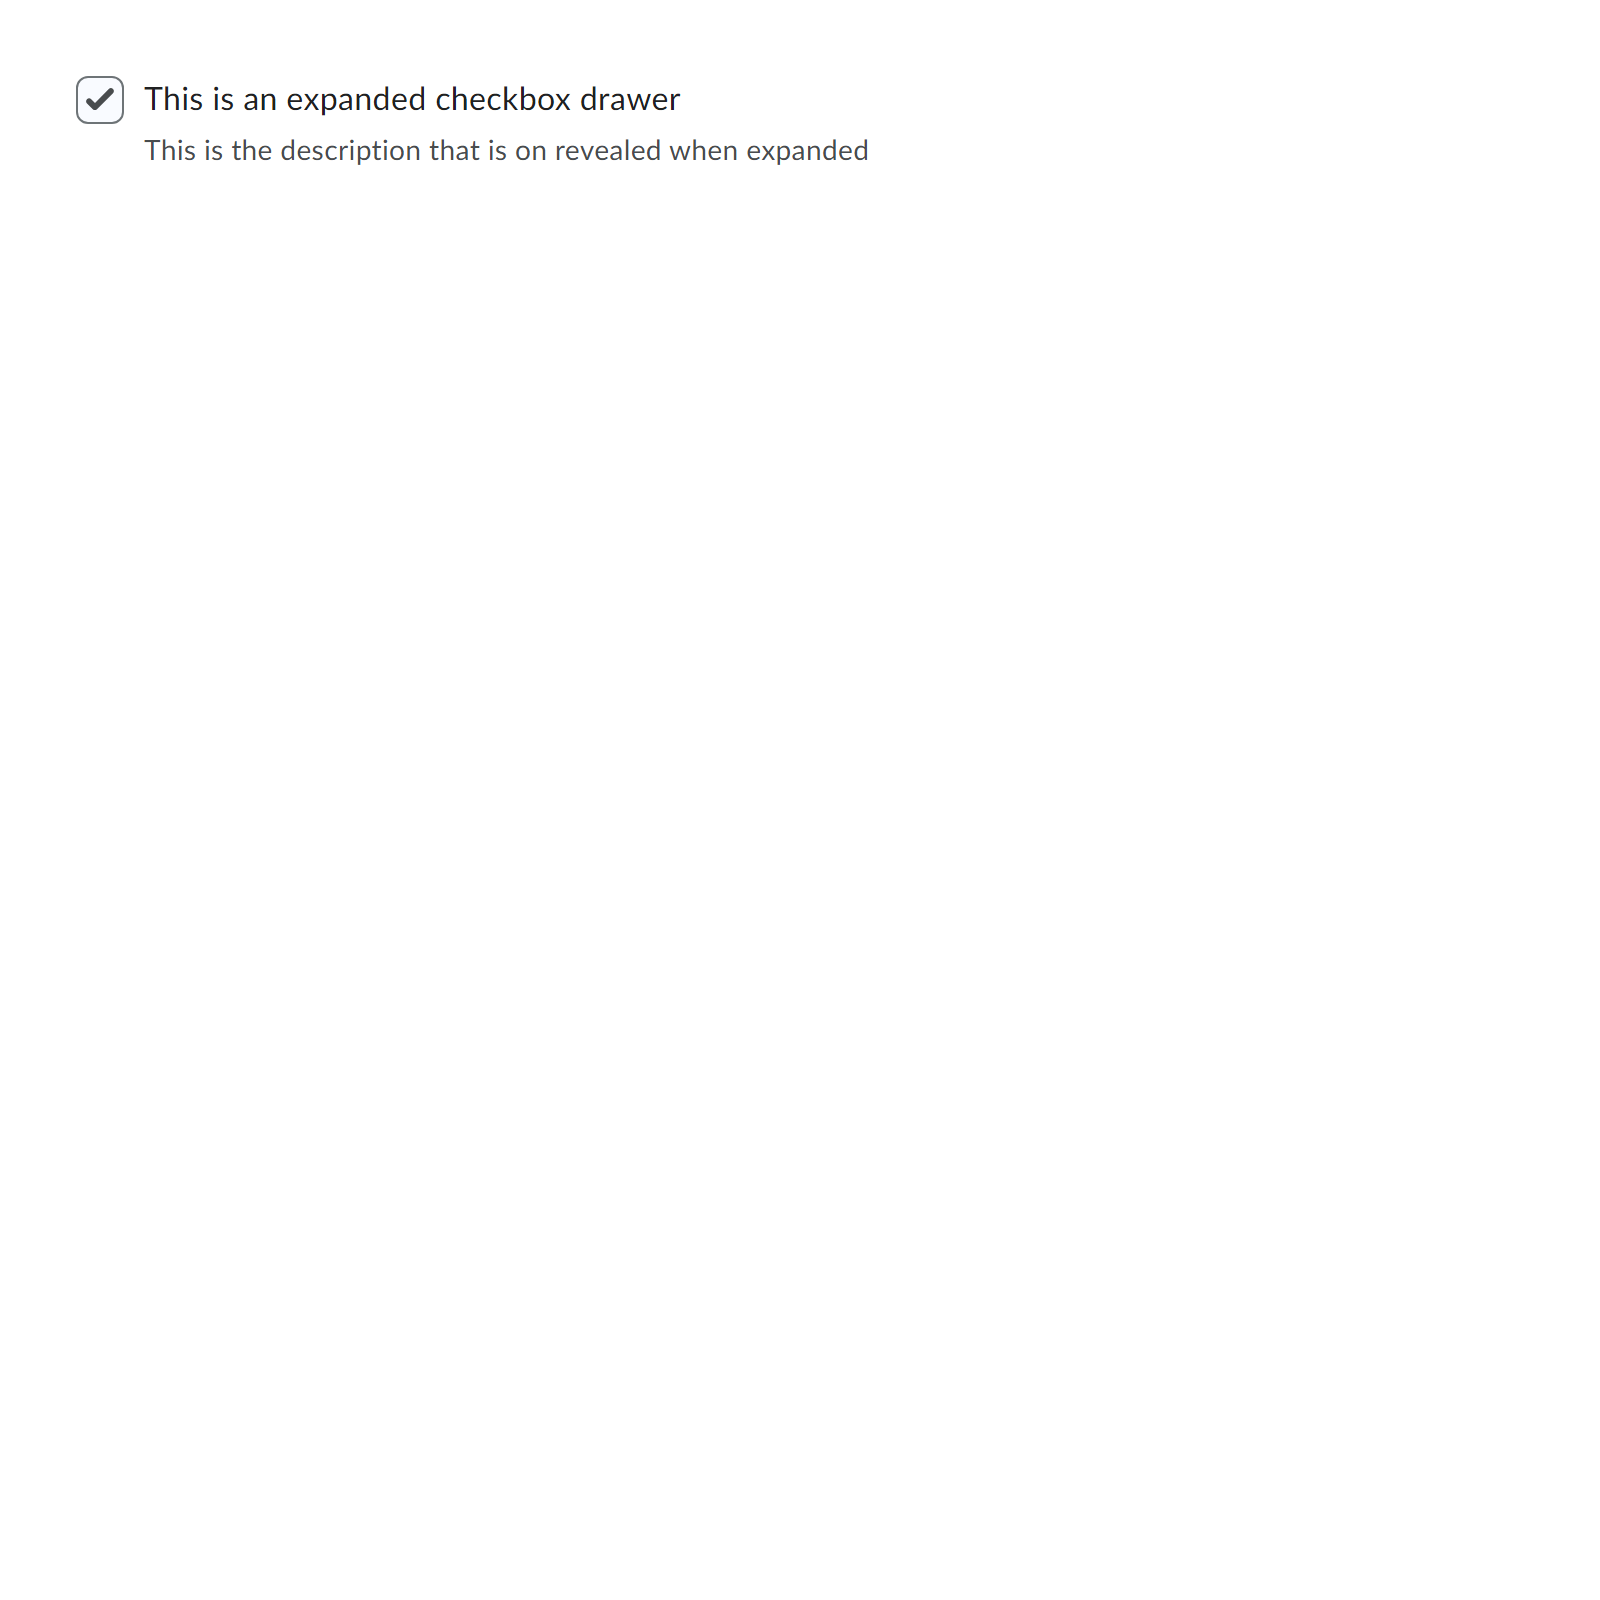 This is an expanded checkbox drawer
This is the description that is on revealed when expanded